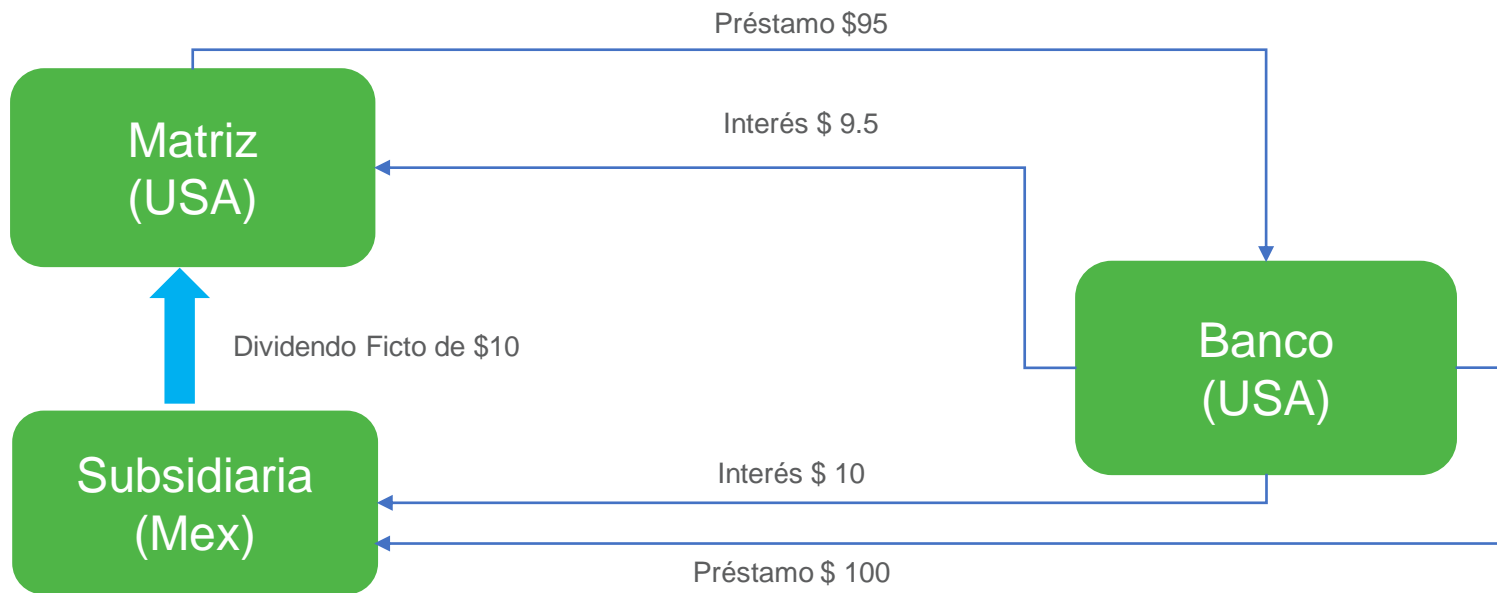 Préstamo $95
Matriz
(USA)
Interés $ 9.5
Dividendo Ficto de $10
Banco
(USA)
Subsidiaria
(Mex)
Interés $ 10
Préstamo $ 100